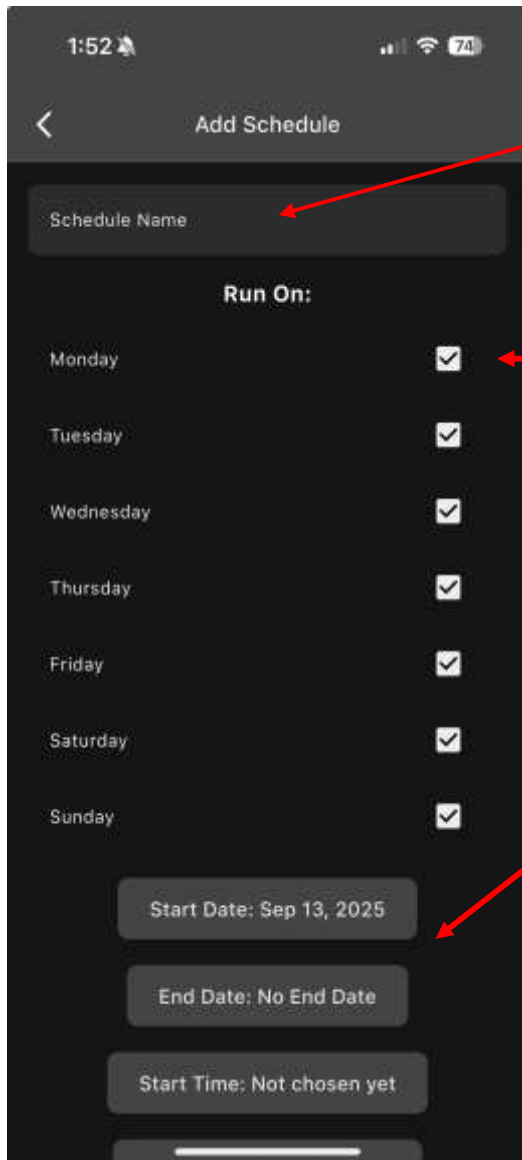 1:52 74
Add Schedule
Schedule Name
Run On:
Monday
Tuesday
Wednesday
Thursday
Friday
Saturday
Sunday
Start Date: Sep 13, 2025
End Date: No End Date
Start Time: Not chosen yet